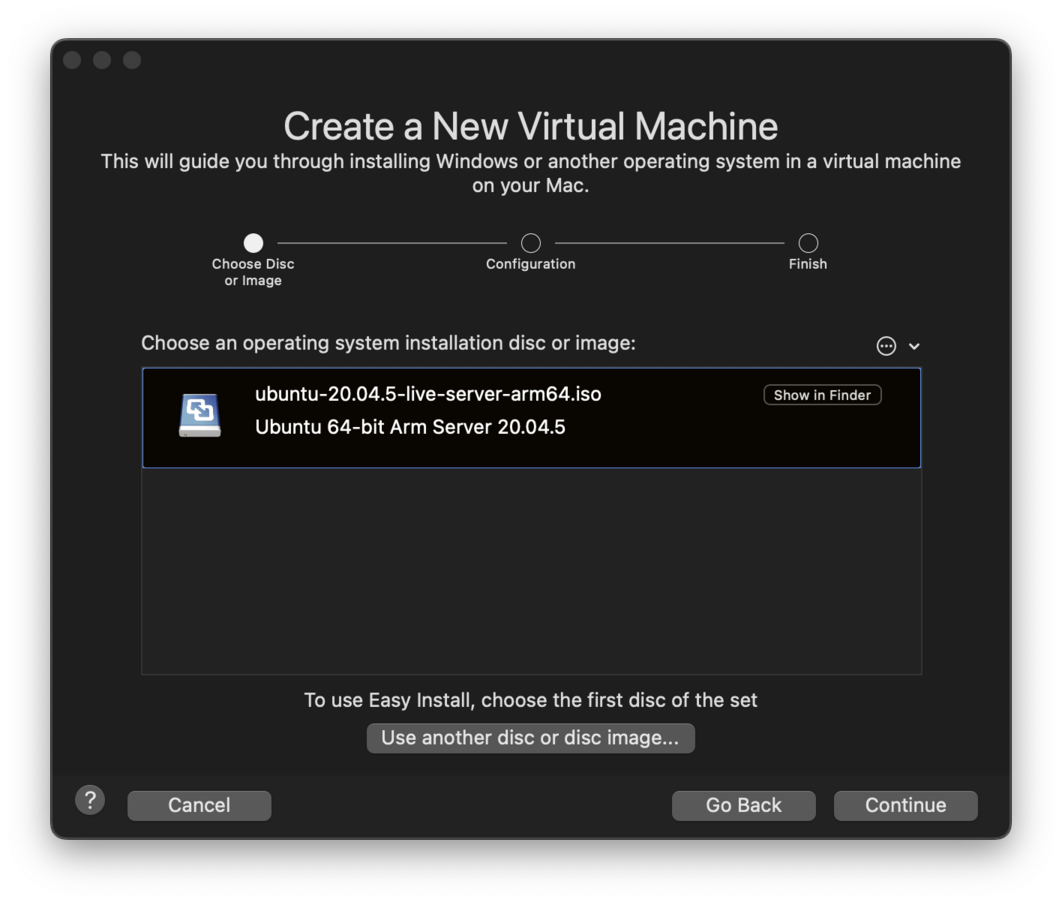 Create a New Virtual Machine
This will guide you through installing Windows or another operating system in a virtual machine
on your Mac.
Choose Disc
or Image
Configuration
Finish
Choose an operating system installation disc or image:
ubuntu-20.04.5-live-server-arm64.iso
Show in Finder
Ubuntu 64-bit Arm Server 20.04.5
To use Easy Install, choose the first disc of the set
Use another disc or disc image...
?
Cancel
Go Back
Continue